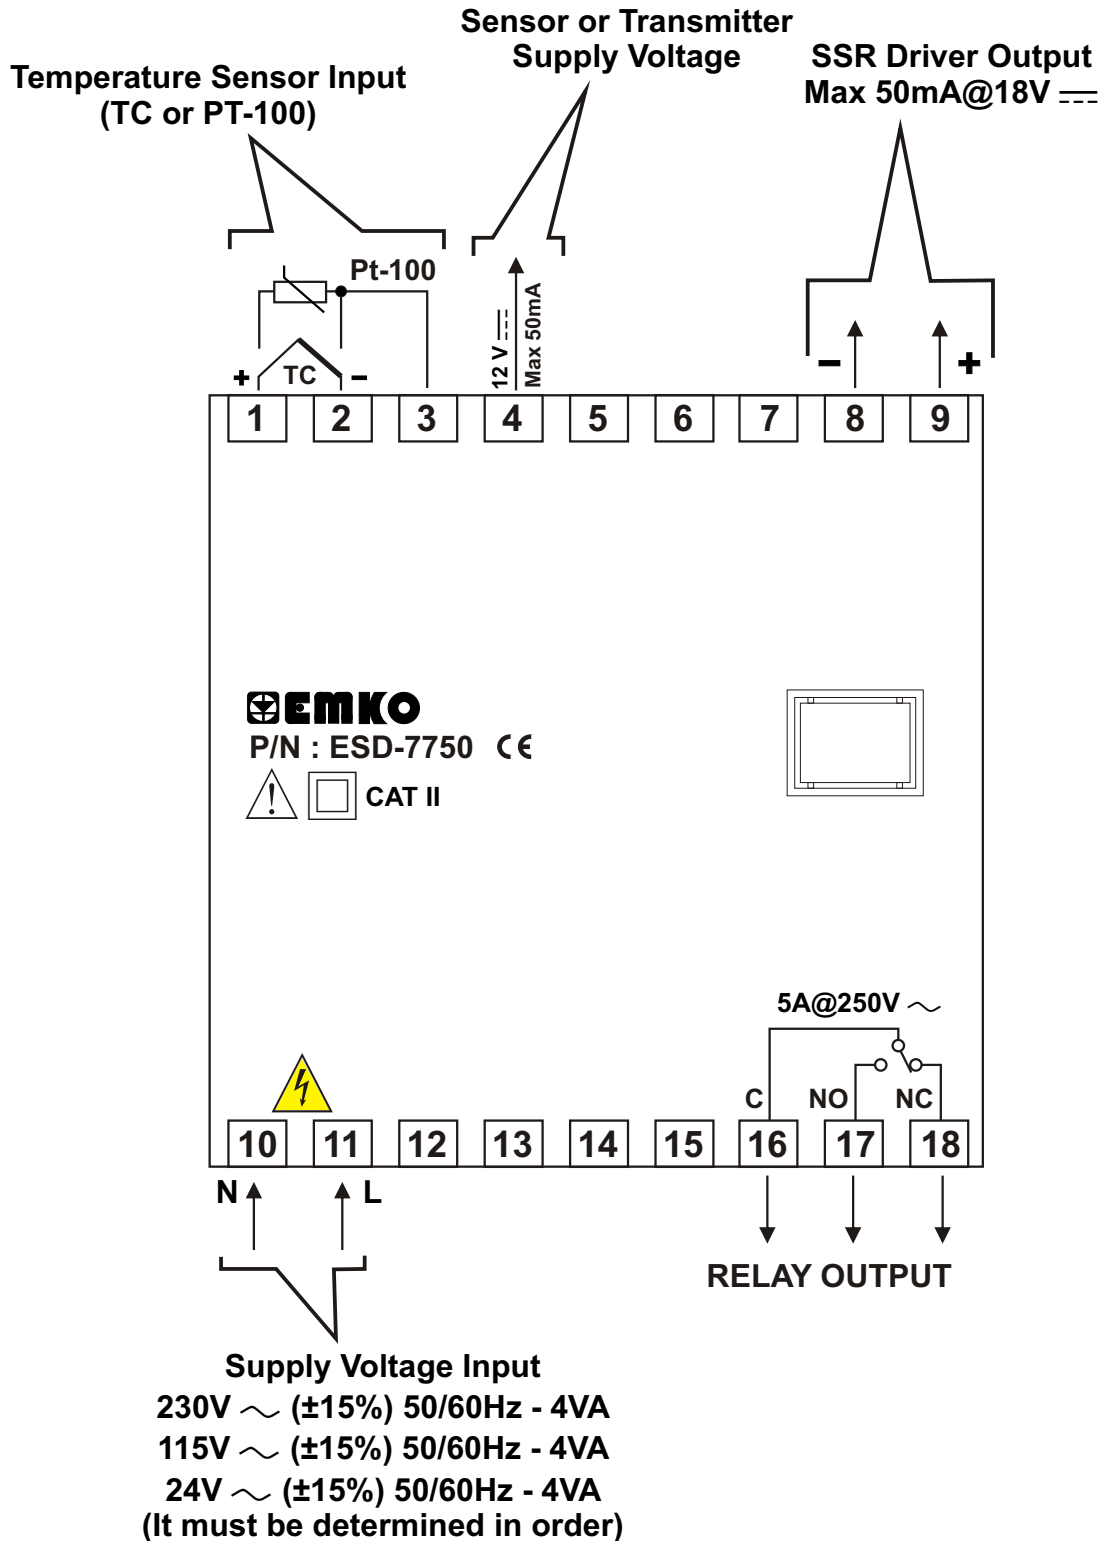 Sensor or Transmitter
Supply Voltage
Temperature Sensor Input
(TC or PT-100)
SSR Driver Output
Max 50mA@18V
Pt-100
12 V
Max 50mA
+ TC -
- +
1 2 3 4 5 6 7 8 9
EMKO
P/N : ESD-7750 CE
! CAT II
5A@250V ~
C NO NC
10 11 12 13 14 15 16 17 18
N L
RELAY OUTPUT
Supply Voltage Input
230V ~ (±15%) 50/60Hz - 4VA
115V ~ (±15%) 50/60Hz - 4VA
24V ~ (±15%) 50/60Hz - 4VA
(It must be determined in order)